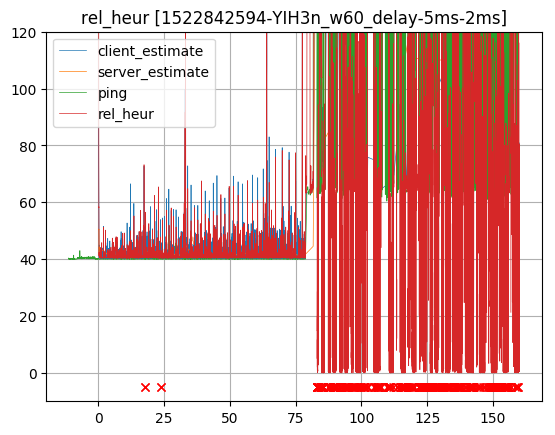 rel_heur [1522842594-YIH3n_w60_delay-5ms-2ms]
client_estimate
server_estimate
ping
rel_heur
120
100
80
60
40
20
0
0
25
50
75
100
125
150